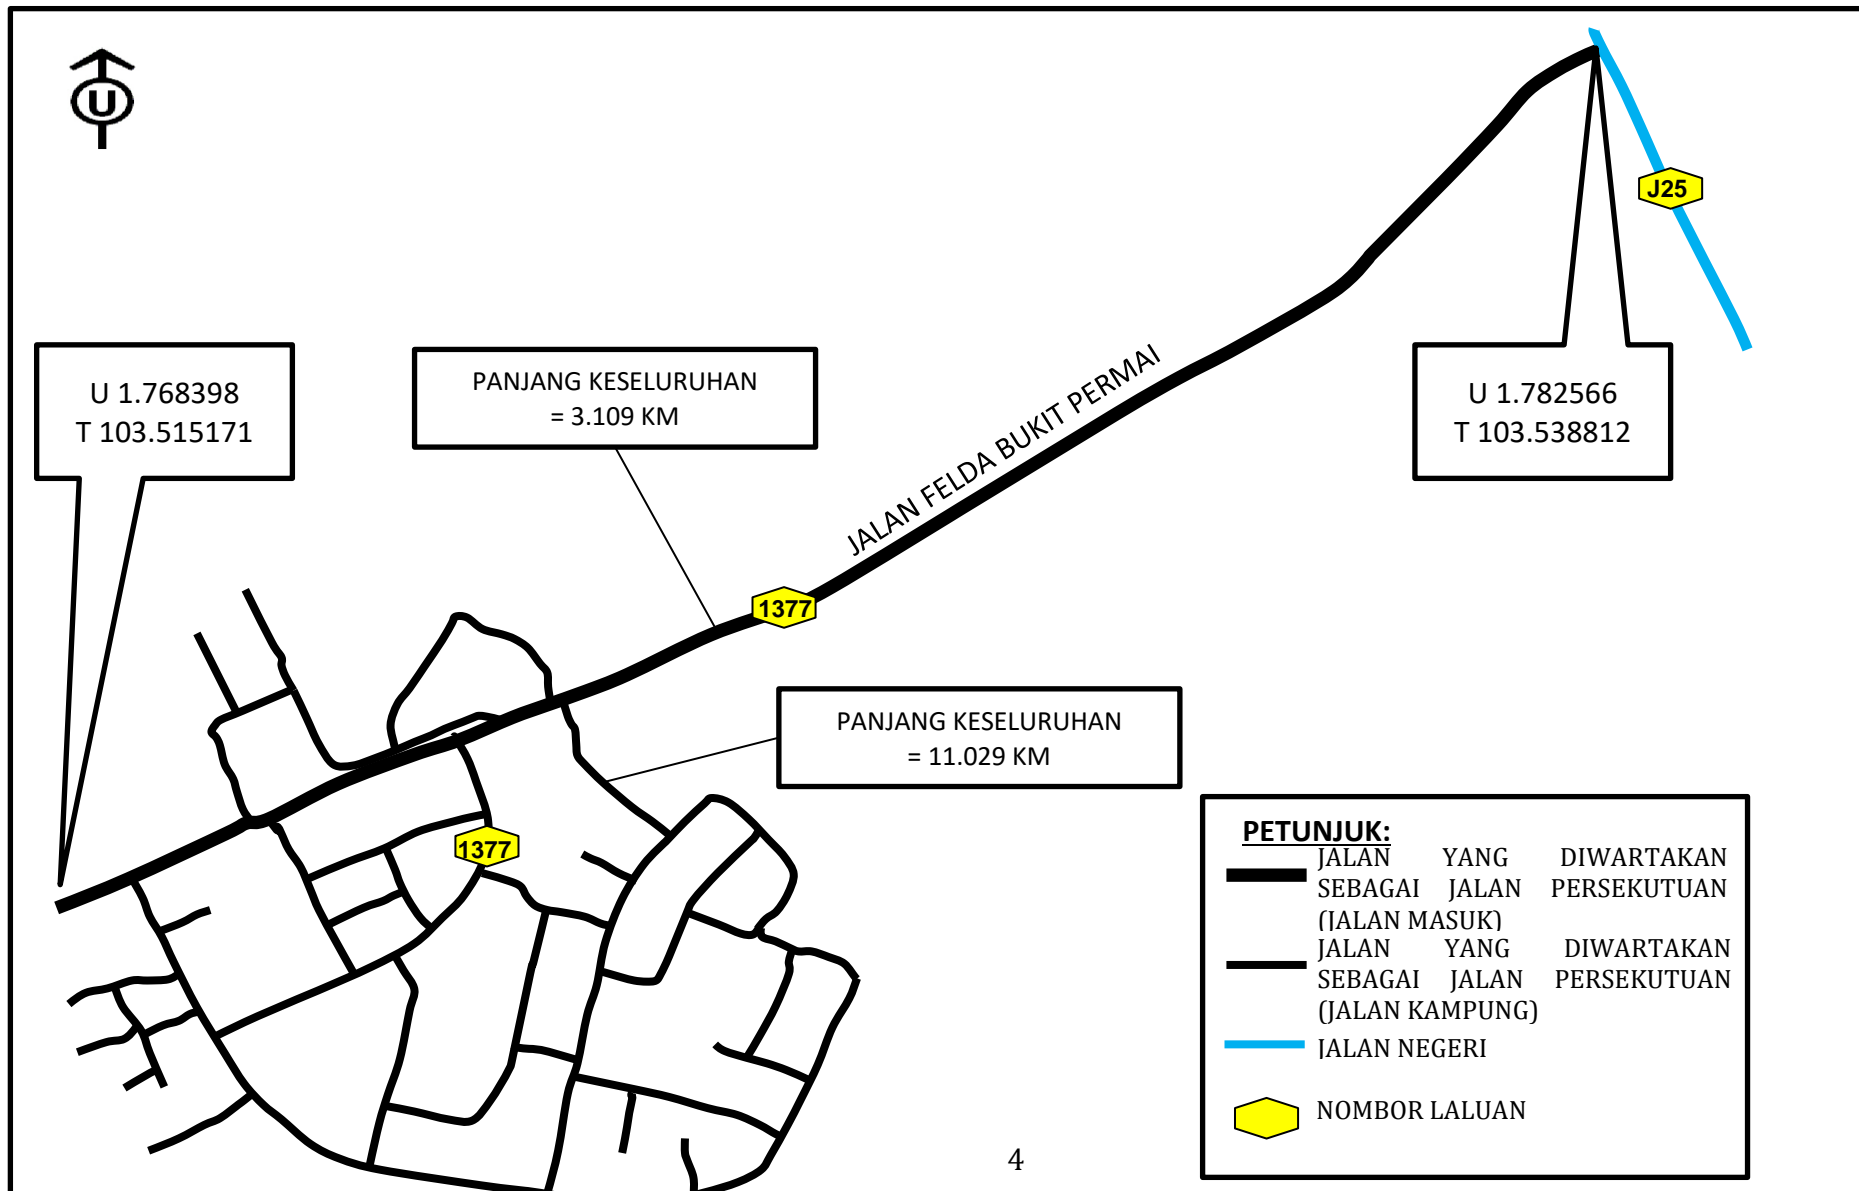 U
J25
U 1.768398
T 103.515171
PANJANG KESELURUHAN
= 3.109 KM
JALAN FELDA BUKIT PERMAI
U 1.782566
T 103.538812
1377
PANJANG KESELURUHAN
= 11.029 KM
1377
PETUNJUK:
JALAN YANG DIWARTAKAN
SEBAGAI JALAN PERSEKUTUAN
(JALAN MASUK)
JALAN YANG DIWARTAKAN
SEBAGAI JALAN PERSEKUTUAN
(JALAN KAMPUNG)
JALAN NEGERI
NOMBOR LALUAN
4